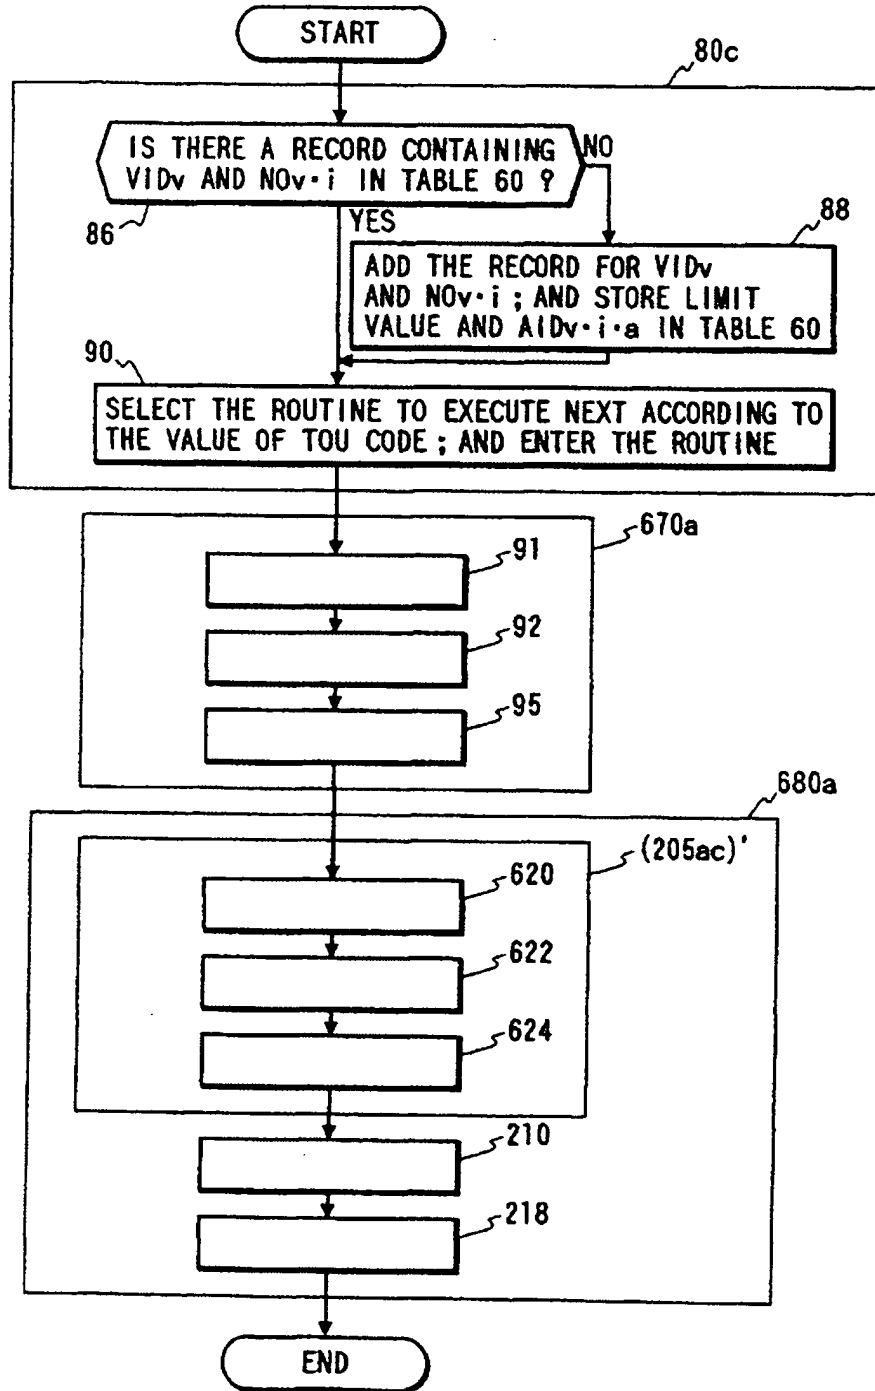 START
80c
IS THERE A RECORD CONTAINING
VIDv AND NOv·i IN TABLE 60 ?
NO
86
YES
88
ADD THE RECORD FOR VIDv
AND NOv·i ; AND STORE LIMIT
VALUE AND AIDv·i·a IN TABLE 60
90
SELECT THE ROUTINE TO EXECUTE NEXT ACCORDING TO
THE VALUE OF TOU CODE ; AND ENTER THE ROUTINE
670a
91
92
95
680a
(205ac)'
620
622
624
210
218
END